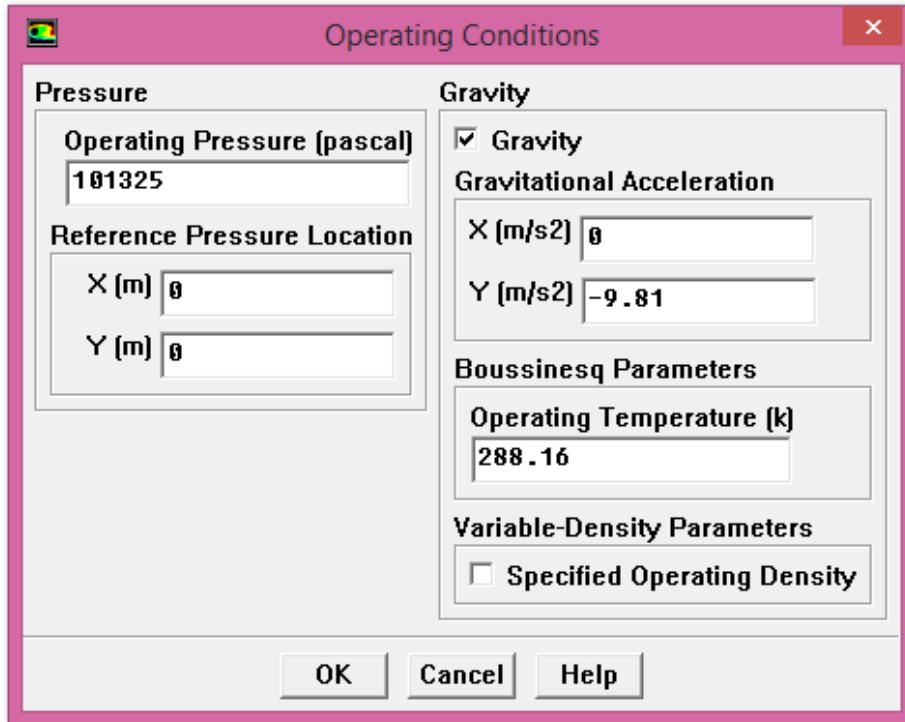 Operating Conditions
Pressure
Operating Pressure (pascal)
101325
Reference Pressure Location
X (m) 0
Y (m) 0
Gravity
Gravity
Gravitational Acceleration
X (m/s2) 0
Y (m/s2) -9.81
Boussinesq Parameters
Operating Temperature (k)
288.16
Variable-Density Parameters
Specified Operating Density
OK Cancel Help